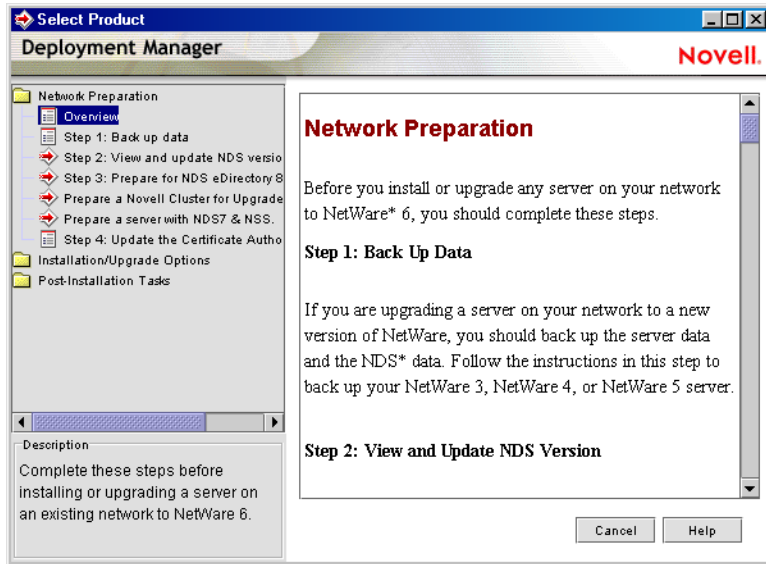 Select Product
Deployment Manager
Novell.
Network Preparation
Overview
Step 1: Back up data
Step 2: View and update NDS versio
Step 3: Prepare for NDS eDirectory 8
Prepare a Novell Cluster for Upgrade
Prepare a server with NDS7 & NSS.
Step 4: Update the Certificate Autho
Installation/Upgrade Options
Post-Installation Tasks
Description
Complete these steps before
installing or upgrading a server on
an existing network to NetWare 6.
Network Preparation
Before you install or upgrade any server on your network
to NetWare* 6, you should complete these steps.
Step 1: Back Up Data
If you are upgrading a server on your network to a new
version of NetWare, you should back up the server data
and the NDS* data. Follow the instructions in this step to
back up your NetWare 3, NetWare 4, or NetWare 5 server.
Step 2: View and Update NDS Version
Cancel
Help